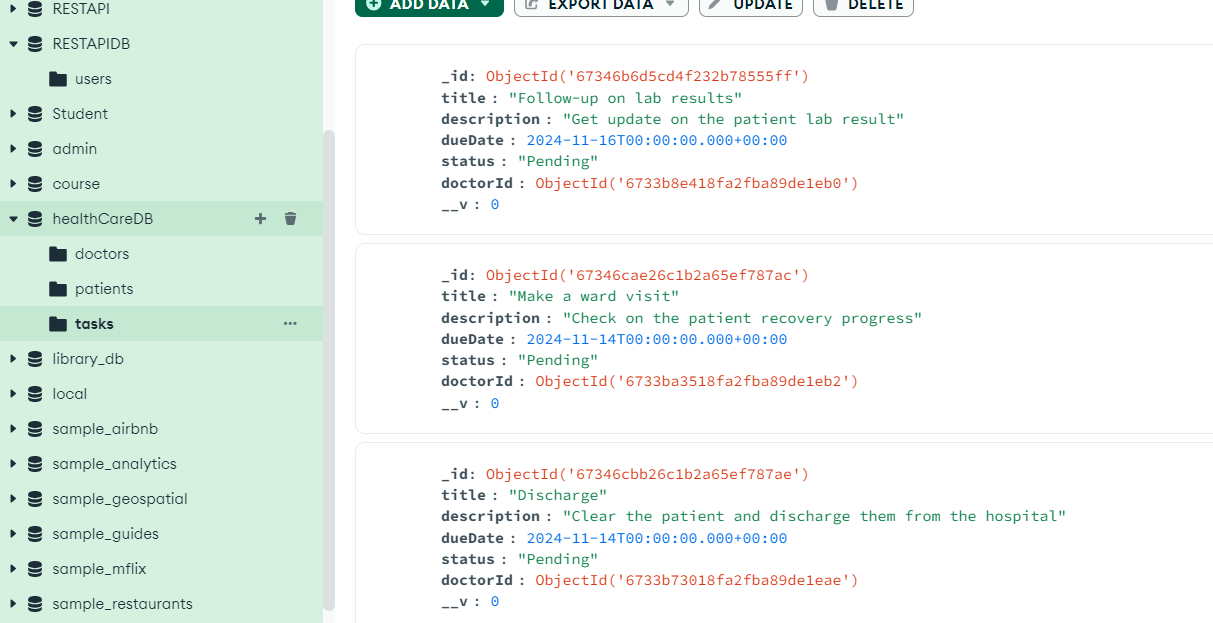 RESTAPI
RESTAPIDB
users
Student
admin
course
healthCareDB
doctors
patients
tasks
library_db
local
sample_airbnb
sample_analytics
sample_geospatial
sample_guides
sample_mflix
sample_restaurants
ADD DATA EXPORT DATA UPDATE DELETE
_id: ObjectId('67346b6d5cd4f232b78555ff')
title : "Follow-up on lab results"
description : "Get update on the patient lab result"
dueDate : 2024-11-16T00:00:00.000+00:00
status : "Pending"
doctorId : ObjectId('6733b8e418fa2fba89de1eb0')
__v : 0
_id: ObjectId('67346cae26c1b2a65ef787ac')
title : "Make a ward visit"
description : "Check on the patient recovery progress"
dueDate : 2024-11-14T00:00:00.000+00:00
status : "Pending"
doctorId : ObjectId('6733ba3518fa2fba89de1eb2')
__v : 0
_id: ObjectId('67346cbb26c1b2a65ef787ae')
title : "Discharge"
description : "Clear the patient and discharge them from the hospital"
dueDate : 2024-11-14T00:00:00.000+00:00
status : "Pending"
doctorId : ObjectId('6733b73018fa2fba89de1eae')
__v : 0